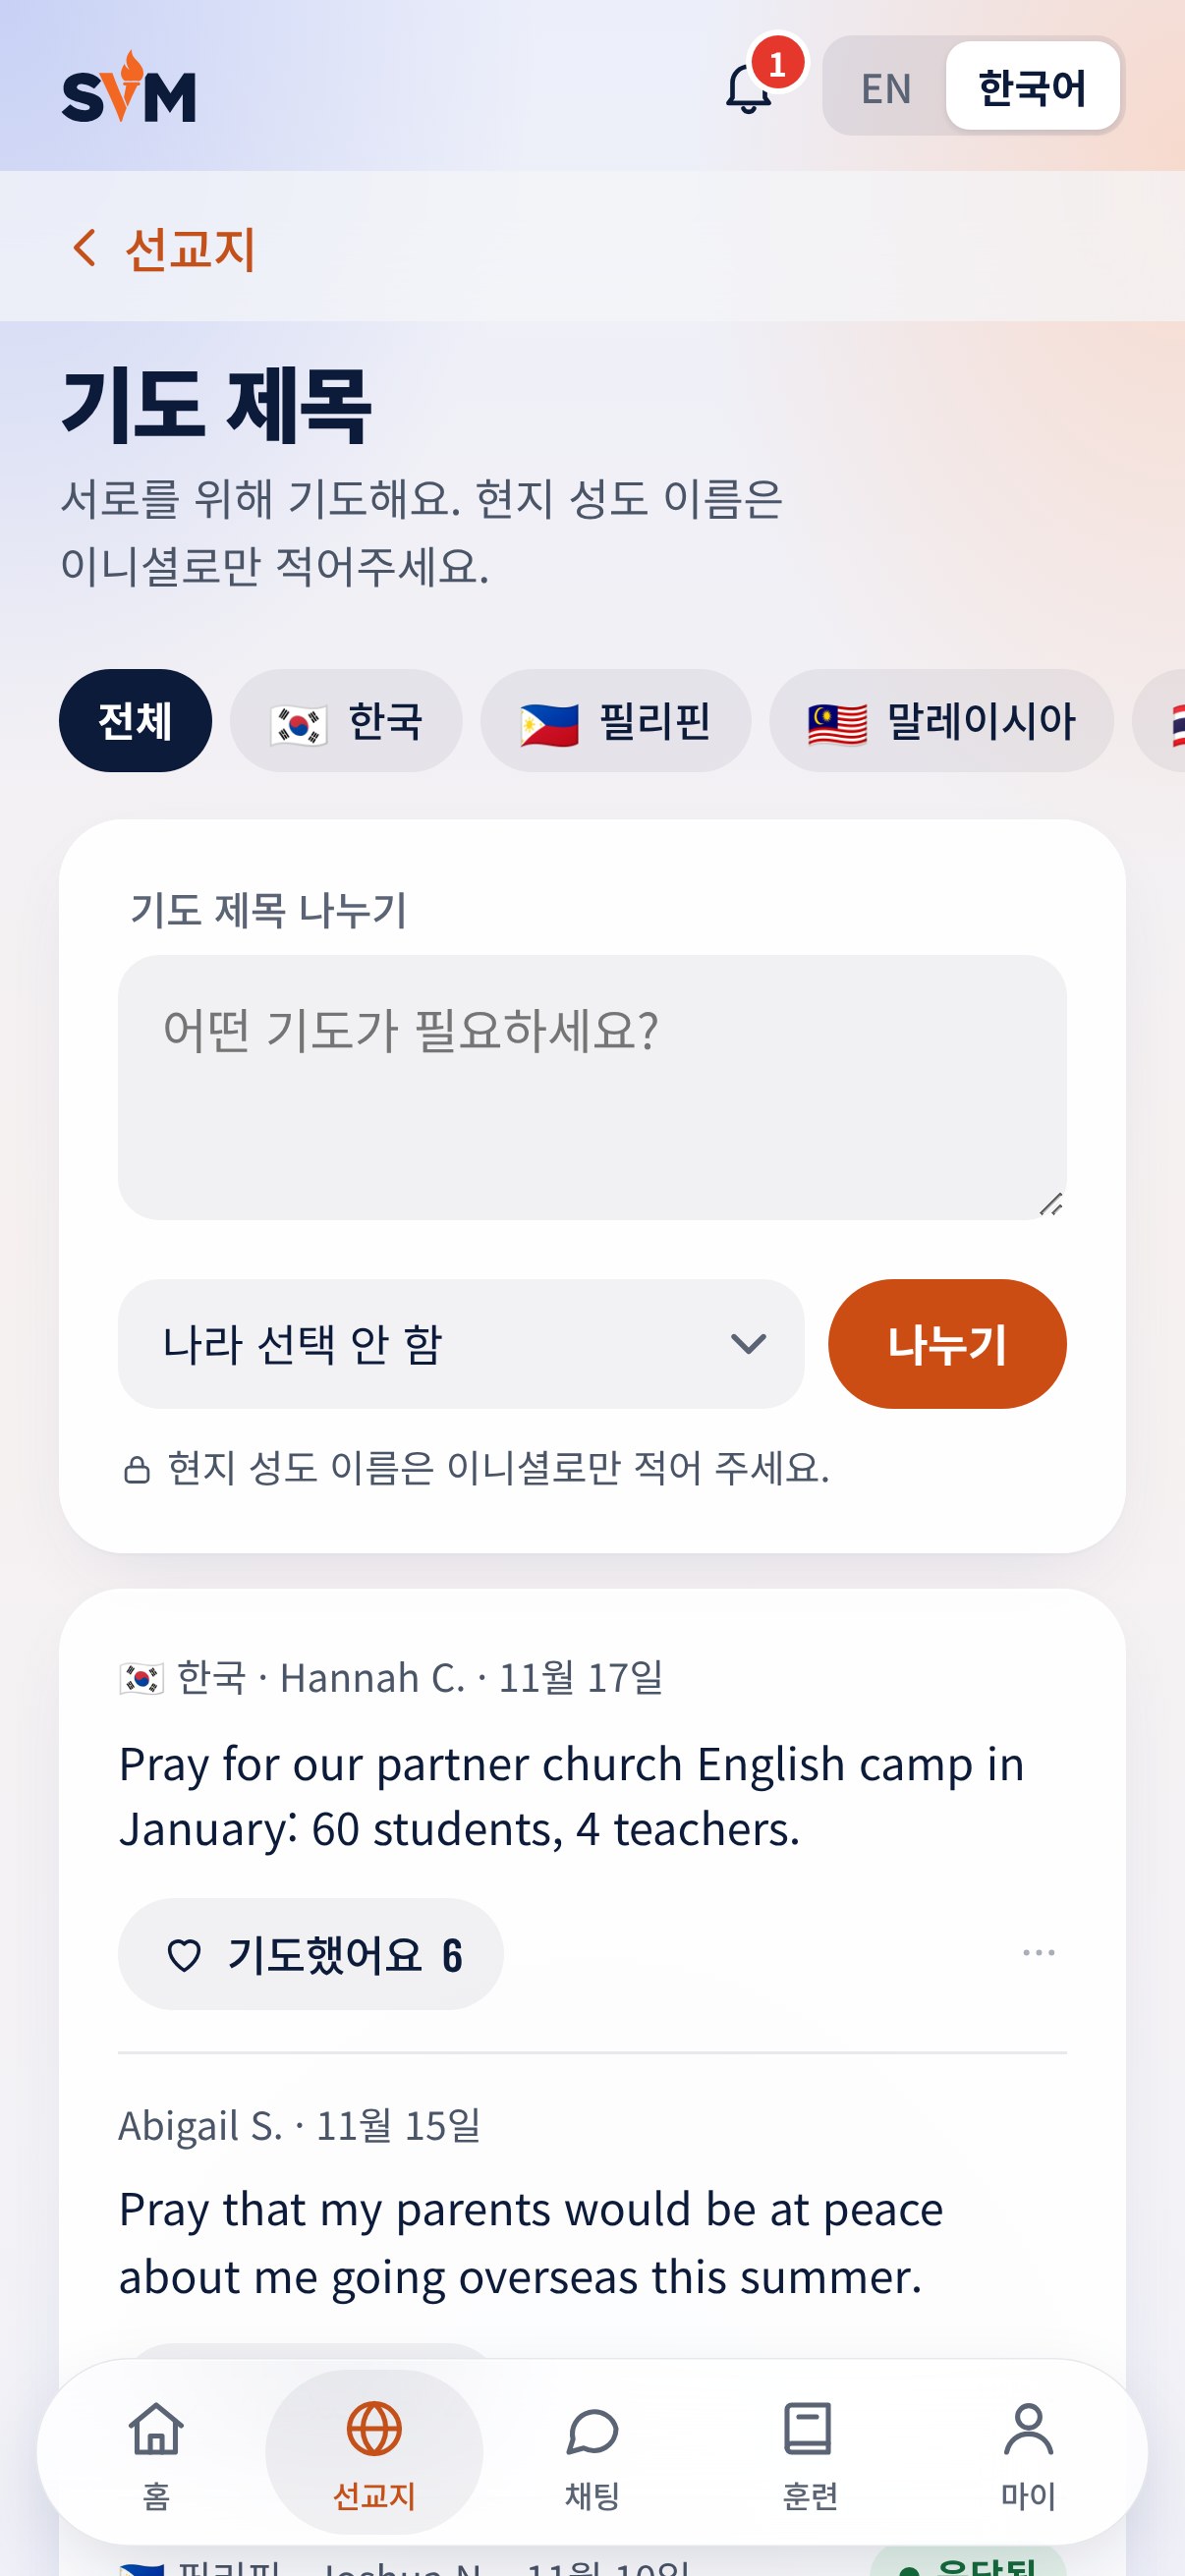 SVM
1
EN
한국어
선교지
기도 제목
서로를 위해 기도해요. 현지 성도 이름은
이니셜로만 적어주세요.
전체
한국
필리핀
말레이시아
기도 제목 나누기
어떤 기도가 필요하세요?
나라 선택 안 함
나누기
현지 성도 이름은 이니셜로만 적어 주세요.
한국 · Hannah C. · 11월 17일
Pray for our partner church English camp in
January: 60 students, 4 teachers.
기도했어요 6
Abigail S. · 11월 15일
Pray that my parents would be at peace
about me going overseas this summer.
홈
선교지
채팅
훈련
마이